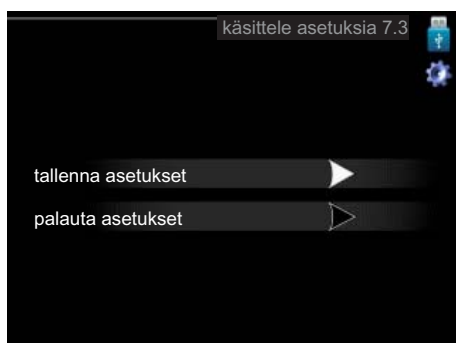 käsittele asetuksia 7.3
tallenna asetukset
palauta asetukset